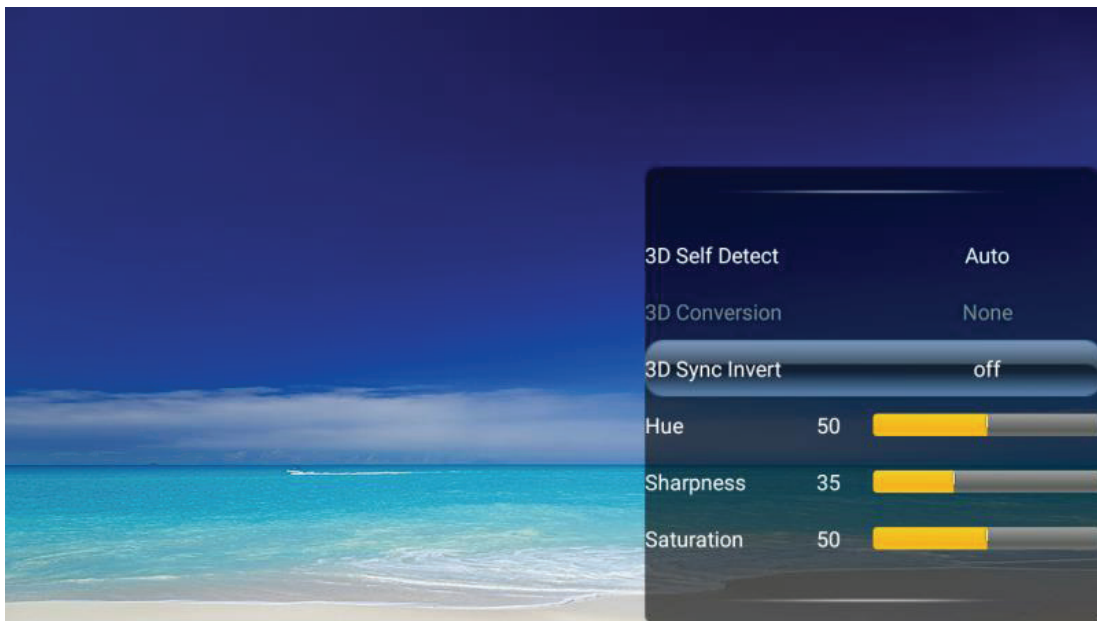 3D Self Detect Auto
3D Conversion None
3D Sync Invert off
Hue 50
Sharpness 35
Saturation 50